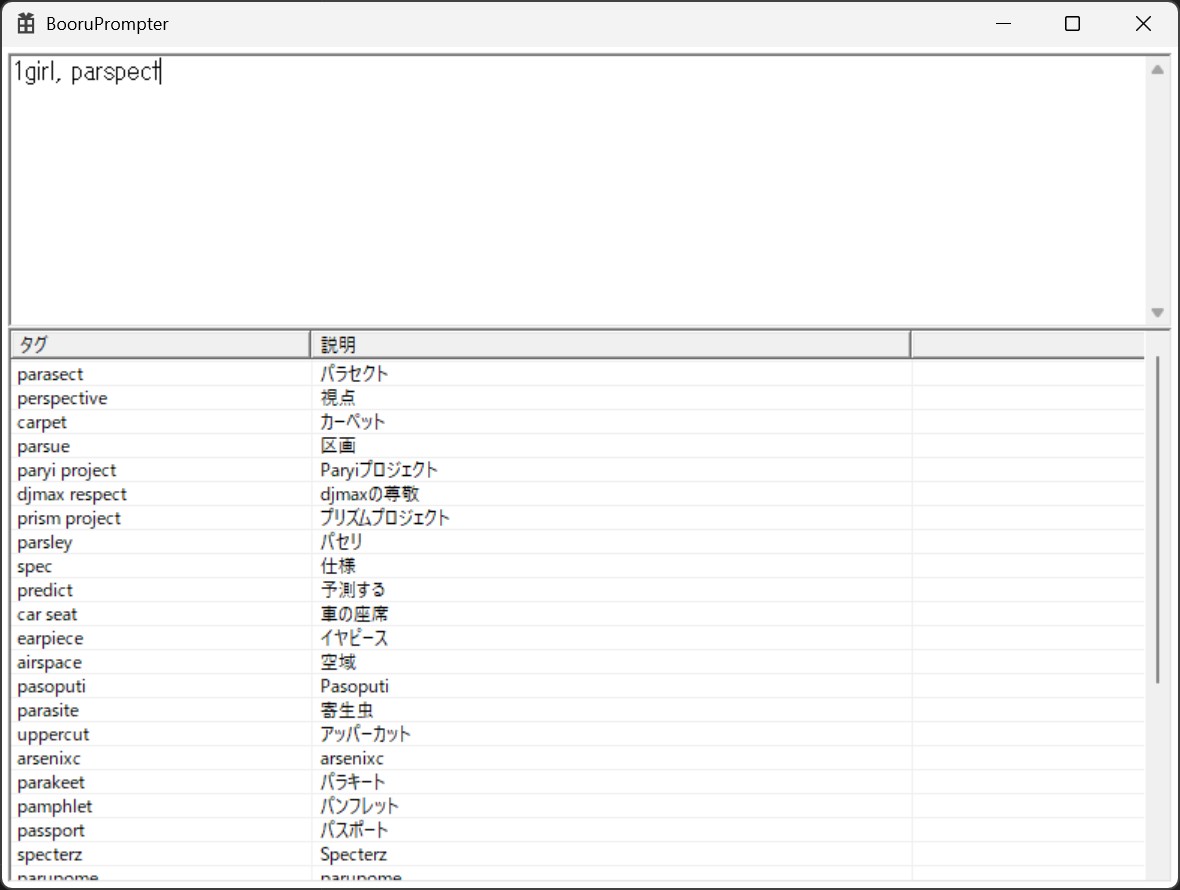 BooruPrompter
1girl, parspect
タグ 説明
parasect パラセクト
perspective 視点
carpet カーペット
parsue 区画
paryi project Paryiプロジェクト
djmax respect djmaxの尊敬
prism project プリズムプロジェクト
parsley パセリ
spec 仕様
predict 予測する
car seat 車の座席
earpiece イヤピース
airspace 空域
pasoputi Pasoputi
parasite 寄生虫
uppercut アッパーカット
arsenixc arsenixc
parakeet パラキート
pamphlet パンフレット
passport パスポート
specterz Specterz
parupome parupome